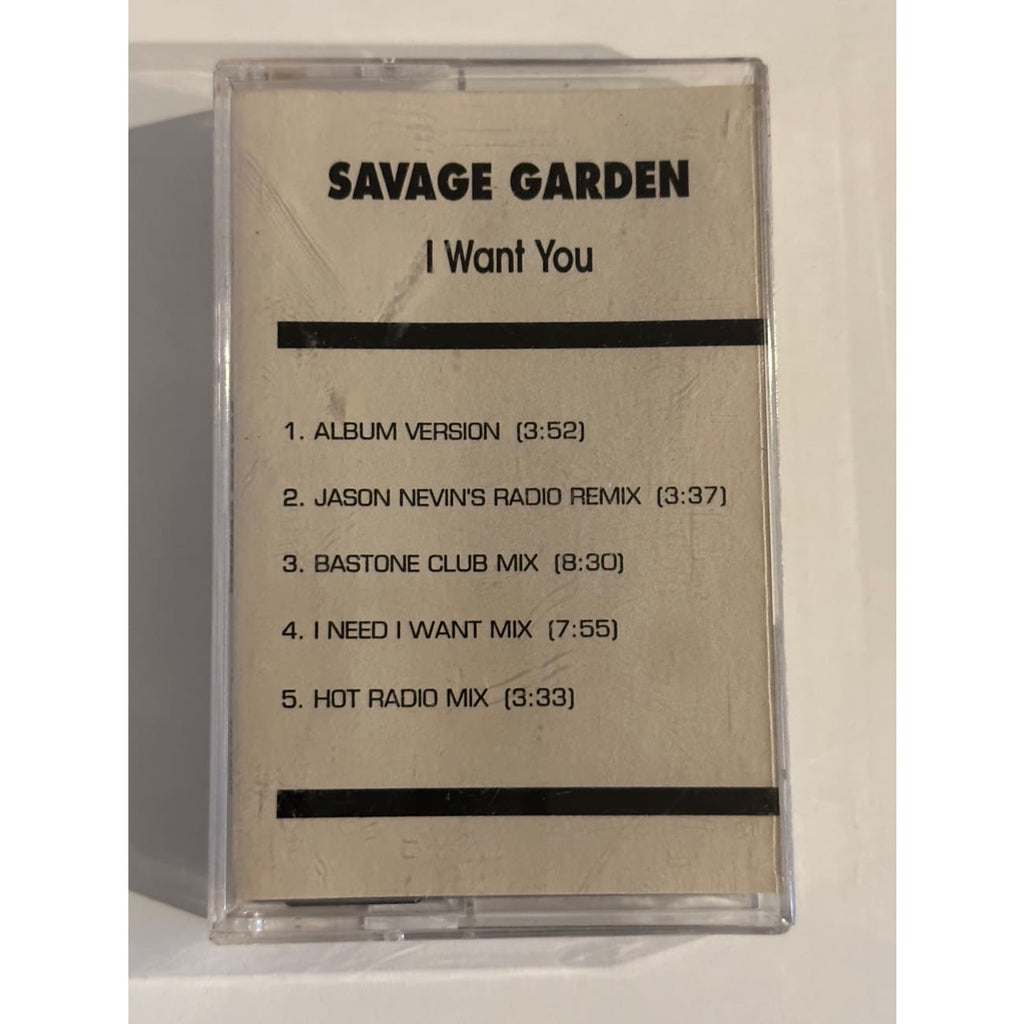 SAVAGE GARDEN
I Want You
1. ALBUM VERSION (3:52)
2. JASON NEVIN'S RADIO REMIX (3:37)
3. BASTONE CLUB MIX (8:30)
4. I NEED I WANT MIX (7:55)
5. HOT RADIO MIX (3:33)